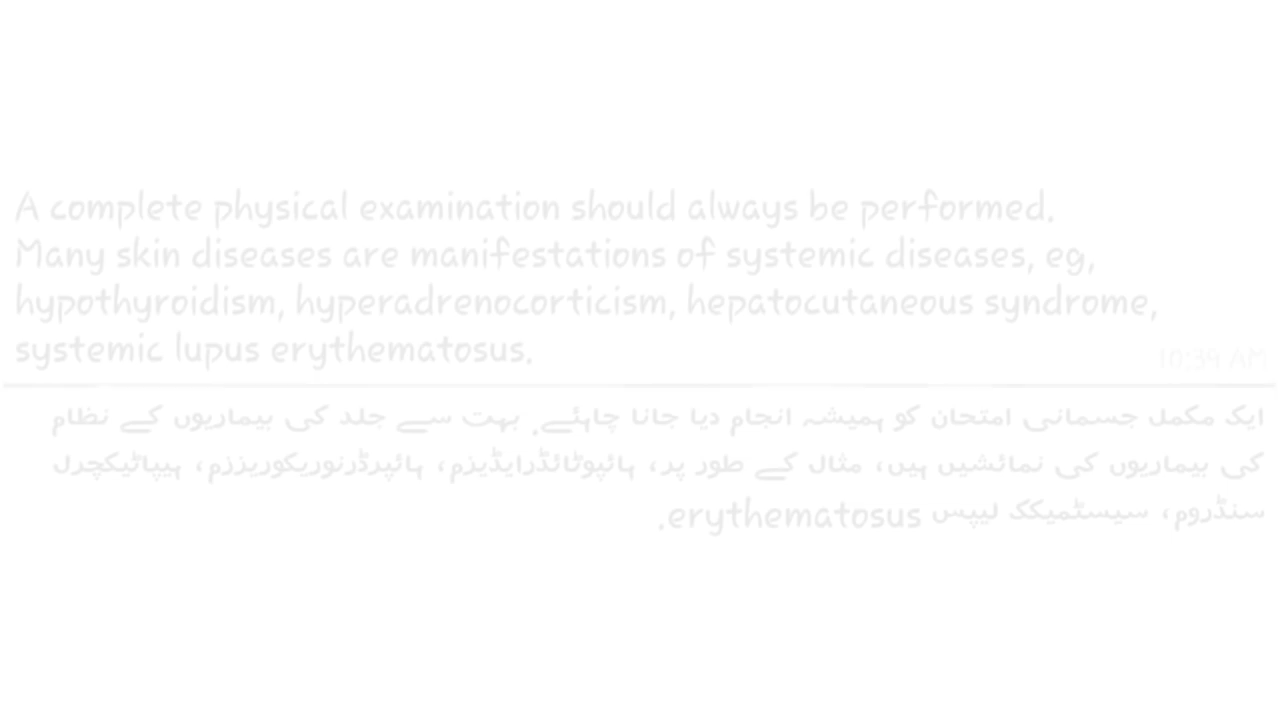 A complete physical examination should always be performed.
Many skin diseases are manifestations of systemic diseases, eg,
hypothyroidism, hyperadrenocorticism, hepatocutaneous syndrome,
systemic lupus erythematosus.
10:39 AM
ایک مکمل جسمانی امتحان کو ہمیشہ انجام دیا جانا چاہئے. بہت سے جلد کی بیماریوں کے نظام
کی بیماریوں کی نمائشیں ہیں، مثال کے طور پر، ہائپوٹائڈرایڈیزم، ہائپرڈرنوریکوریززم، ہیپاٹیکچرل
سنڈروم، سیسٹمیکک لیپس erythematosus.